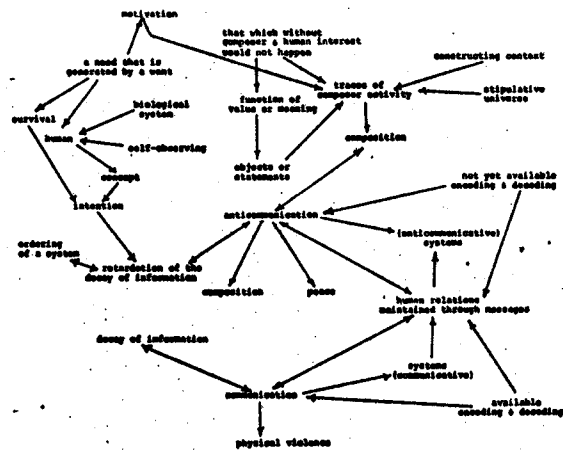 motivation
that which without
composer & human interest
would not happen
a need that is
generated by a want
constructing context
traces of
composer activity
stipulative
universe
function of
value or meaning
biological
system
survival
human
self-observing
composition
concept
objects or
statements
not yet available
encoding & decoding
intention
anticommunication
(anticommunicative)
systems
ordering
of a system
retardation of the
decay of information
composition
peace
human relations
maintained through messages
decay of information
systems
(communicative)
communication
available
encoding & decoding
physical violence